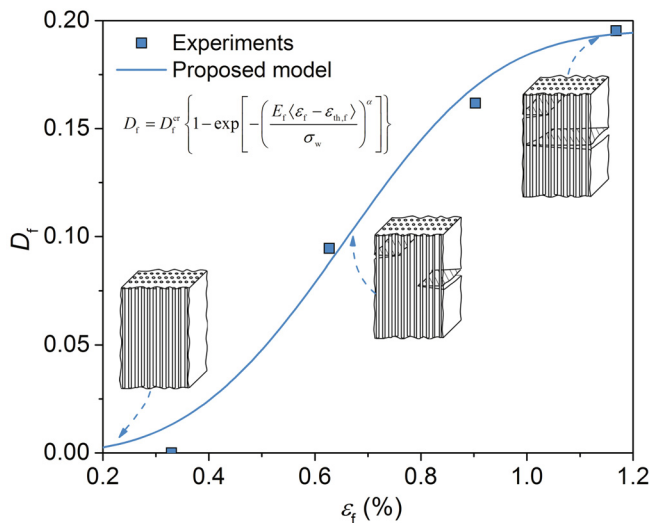 0.20
Experiments
Proposed model
D_f = D_f^cr {1 − exp[−(E_f⟨ε_f − ε_th,f⟩ / σ_w)^α]}
0.15
D_f
0.10
0.05
0.00
0.2 0.4 0.6 0.8 1.0 1.2
ε_f (%)